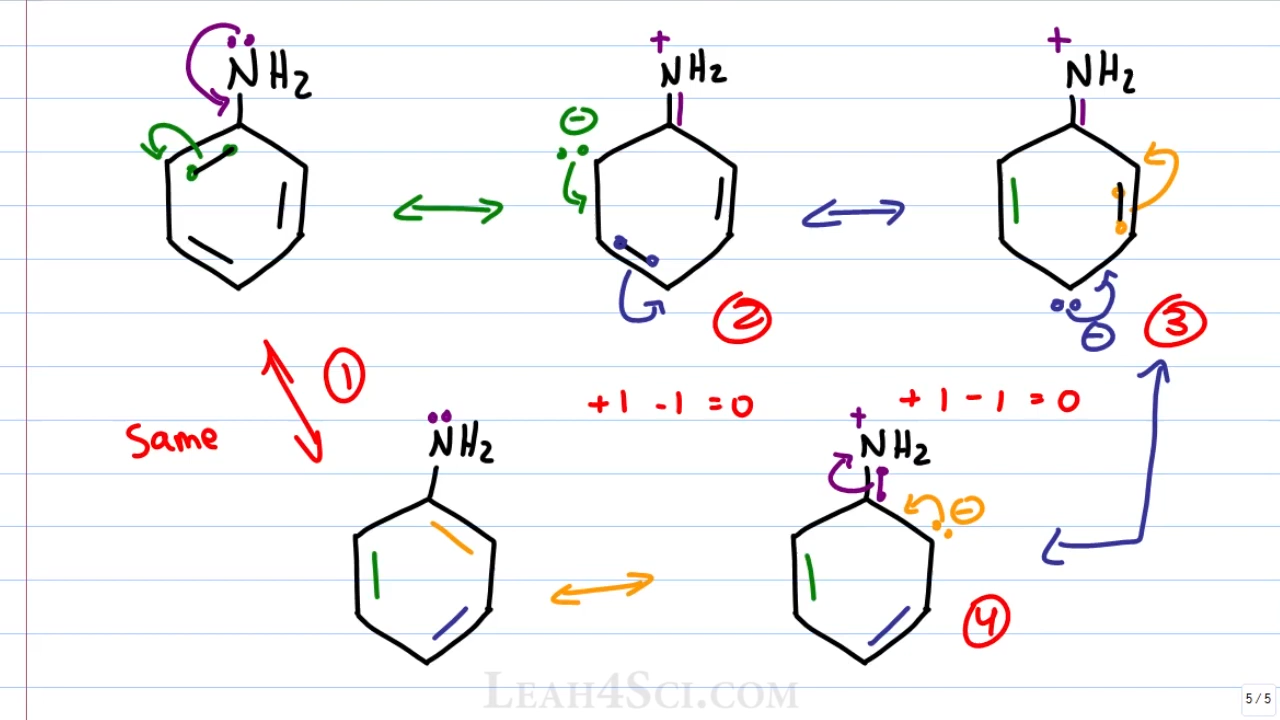 NH2
+
NH2
+
NH2
−
−
2
3
1
Same
+1 -1 = 0
+1 - 1 = 0
NH2
+
NH2
−
4
LEAH4SCI.COM
5 / 5